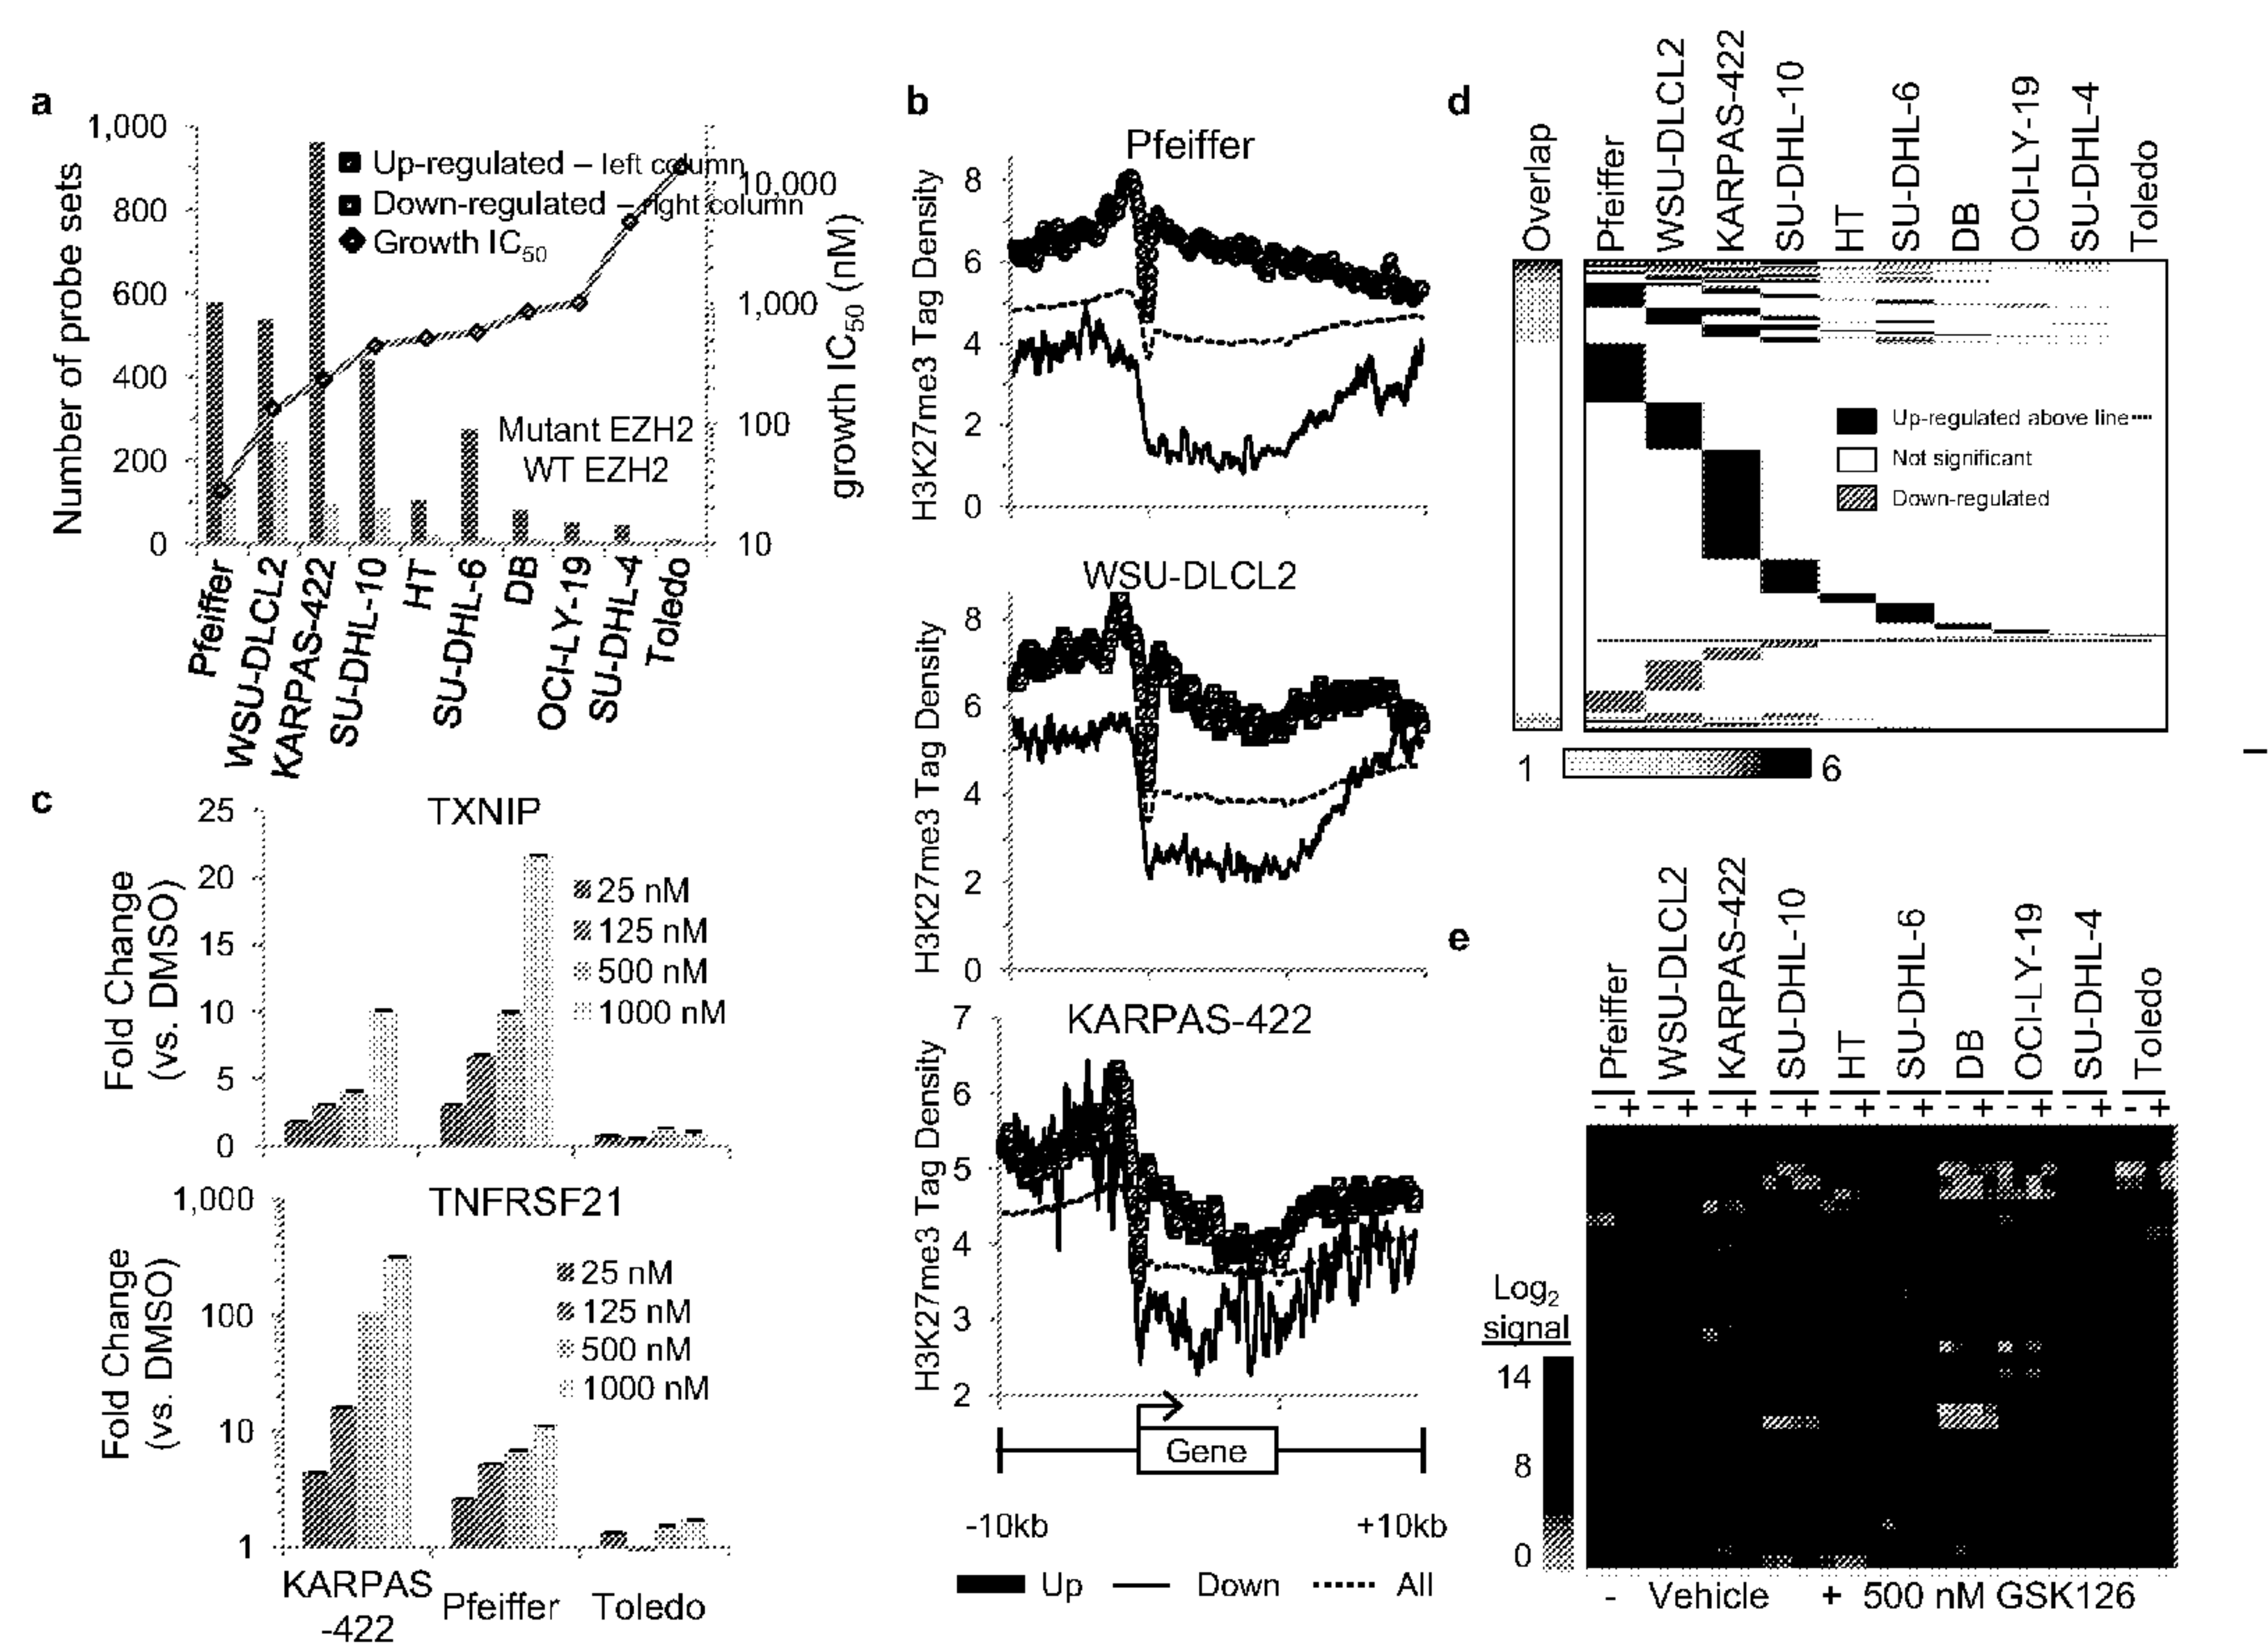 a
1,000
800
600
400
200
0
Number of probe sets
Up-regulated – left column
Down-regulated – right column
Growth IC50
Mutant EZH2
WT EZH2
10,000
1,000
100
10
growth IC50 (nM)
Pfeiffer
WSU-DLCL2
KARPAS-422
SU-DHL-10
HT
SU-DHL-6
DB
OCI-LY-19
SU-DHL-4
Toledo
b
Pfeiffer
H3K27me3 Tag Density
8
6
4
2
0
WSU-DLCL2
H3K27me3 Tag Density
8
6
4
2
0
KARPAS-422
H3K27me3 Tag Density
7
6
5
4
3
2
Gene
-10kb
+10kb
Up
Down
All
c
TXNIP
Fold Change
(vs. DMSO)
25
20
15
10
5
0
25 nM
125 nM
500 nM
1000 nM
TNFRSF21
Fold Change
(vs. DMSO)
1,000
100
10
1
25 nM
125 nM
500 nM
1000 nM
KARPAS
-422
Pfeiffer
Toledo
d
Overlap
Pfeiffer
WSU-DLCL2
KARPAS-422
SU-DHL-10
HT
SU-DHL-6
DB
OCI-LY-19
SU-DHL-4
Toledo
Up-regulated above line
Not significant
Down-regulated
1
6
e
Pfeiffer
WSU-DLCL2
KARPAS-422
SU-DHL-10
HT
SU-DHL-6
DB
OCI-LY-19
SU-DHL-4
Toledo
- + - + - + - + - + - + - + - + - + - +
Log2
signal
14
8
0
- Vehicle + 500 nM GSK126